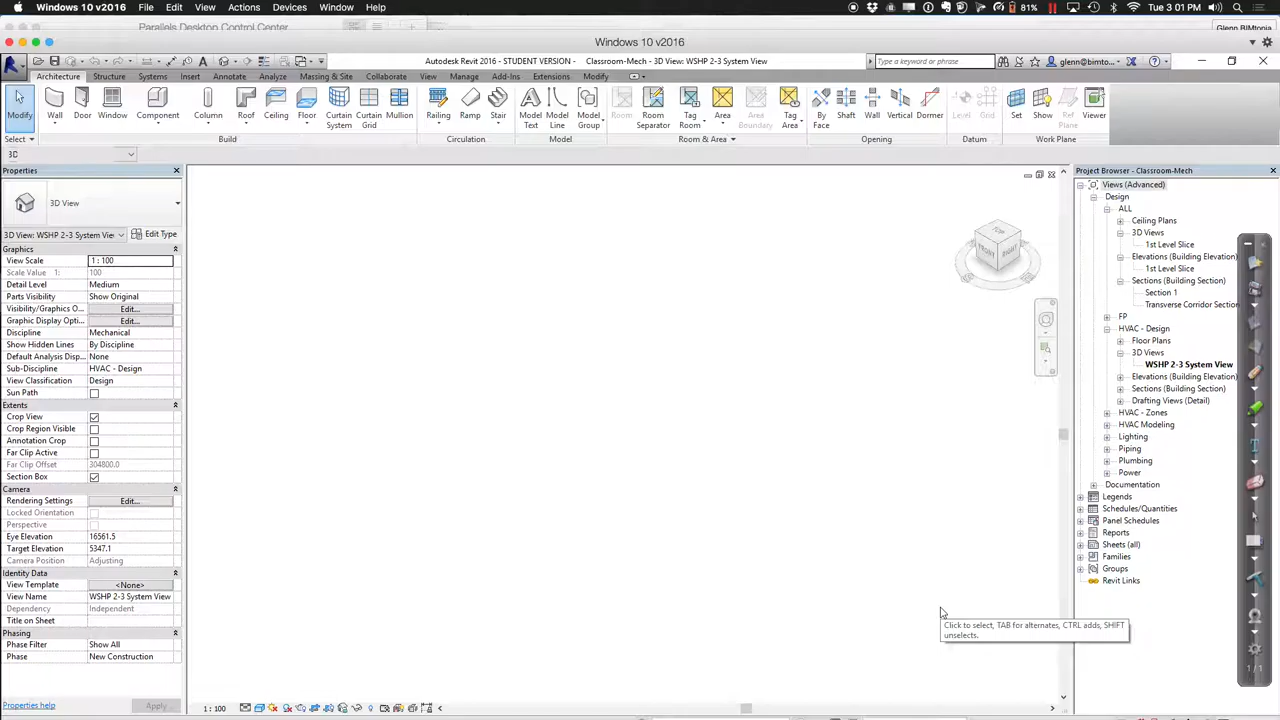 Windows 10 v2016 File Edit View Actions Devices Window Help 81% Tue 3 01 PM
Parallels Desktop Control Center Glenn BIMtopia
Windows 10 v2016
Autodesk Revit 2016 - STUDENT VERSION - Classroom-Mech - 3D View: WSHP 2-3 System View Type a keyword or phrase glenn@bimto...
Architecture Structure Systems Insert Annotate Analyze Massing & Site Collaborate View Manage Add-Ins Extensions Modify
Modify Wall Door Window Component Column Roof Ceiling Floor Curtain System Curtain Grid Mullion Railing Ramp Stair Model Text Model Line Model Group Room Room Separator Tag Room Area Area Boundary Tag Area By Face Shaft Wall Vertical Dormer Level Grid Set Show Ref Plane Viewer
Select Build Circulation Model Room & Area Opening Datum Work Plane
3D
Properties
3D View
3D View: WSHP 2-3 System Vie Edit Type
Graphics
View Scale 1 : 100
Scale Value 1: 100
Detail Level Medium
Parts Visibility Show Original
Visibility/Graphics O... Edit...
Graphic Display Opti... Edit...
Discipline Mechanical
Show Hidden Lines By Discipline
Default Analysis Disp... None
Sub-Discipline HVAC - Design
View Classification Design
Sun Path
Extents
Crop View
Crop Region Visible
Annotation Crop
Far Clip Active
Far Clip Offset 304800.0
Section Box
Camera
Rendering Settings Edit...
Locked Orientation
Perspective
Eye Elevation 16561.5
Target Elevation 5347.1
Camera Position Adjusting
Identity Data
View Template <None>
View Name WSHP 2-3 System View
Dependency Independent
Title on Sheet
Phasing
Phase Filter Show All
Phase New Construction
Properties help Apply
TOP
FRONT RIGHT
Click to select, TAB for alternates, CTRL adds, SHIFT
unselects.
1 : 100
Project Browser - Classroom-Mech
Views (Advanced)
Design
ALL
Ceiling Plans
3D Views
1st Level Slice
Elevations (Building Elevation)
1st Level Slice
Sections (Building Section)
Section 1
Transverse Corridor Section
FP
HVAC - Design
Floor Plans
3D Views
WSHP 2-3 System View
Elevations (Building Elevation)
Sections (Building Section)
Drafting Views (Detail)
HVAC - Zones
HVAC Modeling
Lighting
Piping
Plumbing
Power
Documentation
Legends
Schedules/Quantities
Panel Schedules
Reports
Sheets (all)
Families
Groups
Revit Links
T
1 / 1